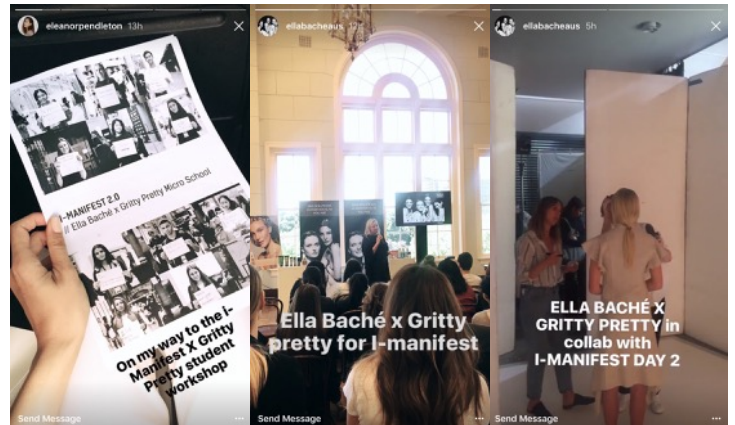 eleanorpendleton 13h
I-MANIFEST 2.0
// Ella Baché x Gritty Pretty Micro School
On my way to the I-
Manifest X Gritty
Pretty student
workshop
Send Message
ellabacheaus
Ella Baché x Gritty
pretty for I-manifest
Send Message
ellabacheaus 5h
ELLA BACHÉ X
GRITTY PRETTY in
collab with
I-MANIFEST DAY 2
Send Message